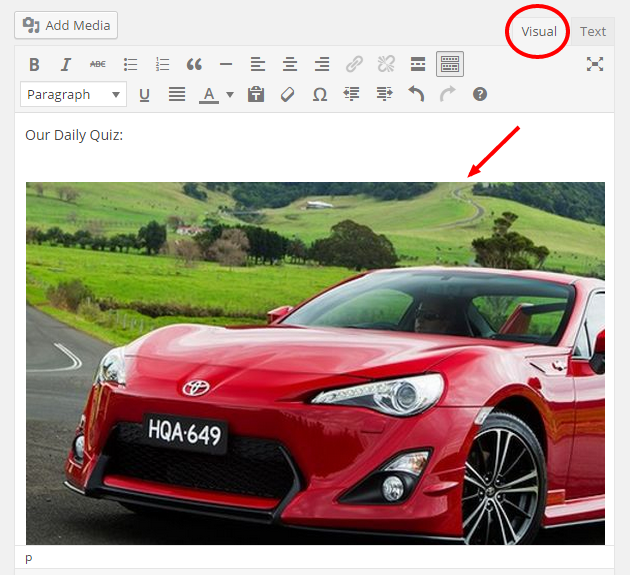 Add Media
Visual Text
B I ABC
Paragraph U A Ω ?
Our Daily Quiz:
HQA-649
p